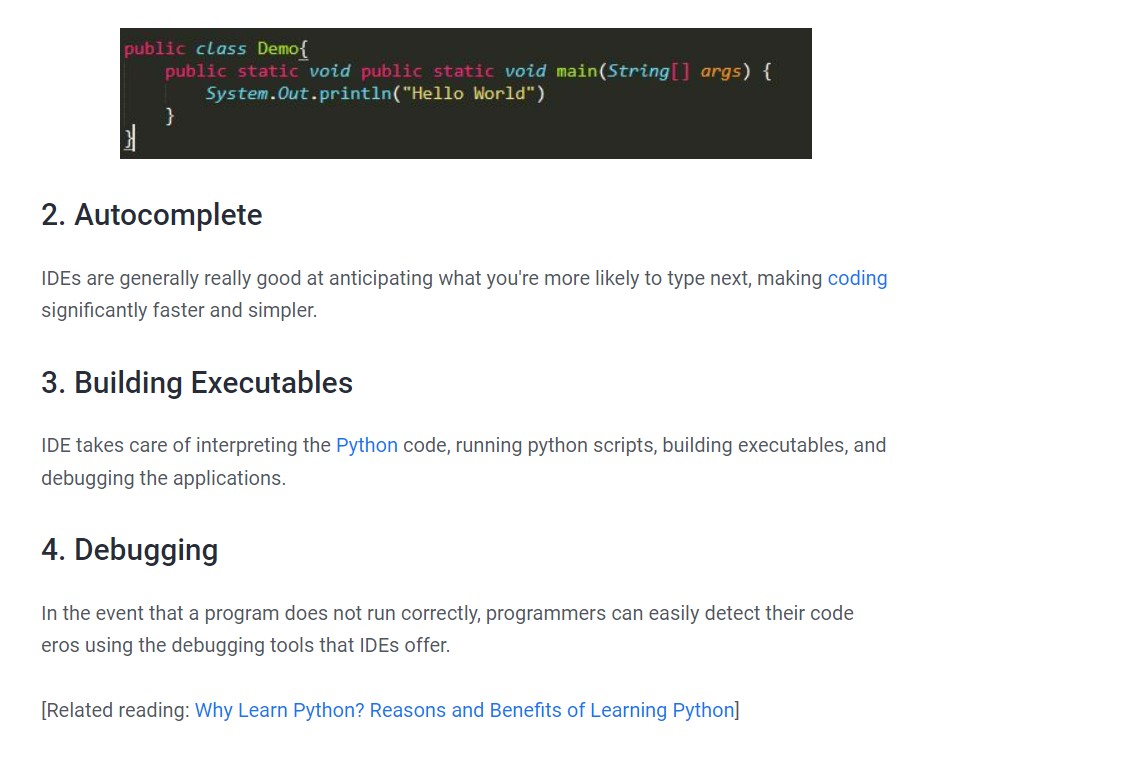 public class Demo{
    public static void public static void main(String[] args) {
        System.Out.println("Hello World")
    }
}
2. Autocomplete
IDEs are generally really good at anticipating what you're more likely to type next, making coding
significantly faster and simpler.
3. Building Executables
IDE takes care of interpreting the Python code, running python scripts, building executables, and
debugging the applications.
4. Debugging
In the event that a program does not run correctly, programmers can easily detect their code
eros using the debugging tools that IDEs offer.
[Related reading: Why Learn Python? Reasons and Benefits of Learning Python]